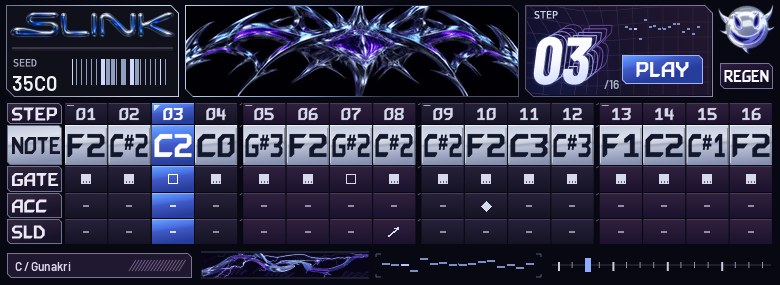 SLINK
SEED
35C0
STEP
03
/16
PLAY
REGEN
STEP 01 02 03 04 05 06 07 08 09 10 11 12 13 14 15 16
NOTE F2 C#2 C2 C0 G#3 F2 G#2 C#2 C#2 F2 C3 C#3 F1 C2 C#1 F2
GATE
ACC
SLD
C / Gunakri